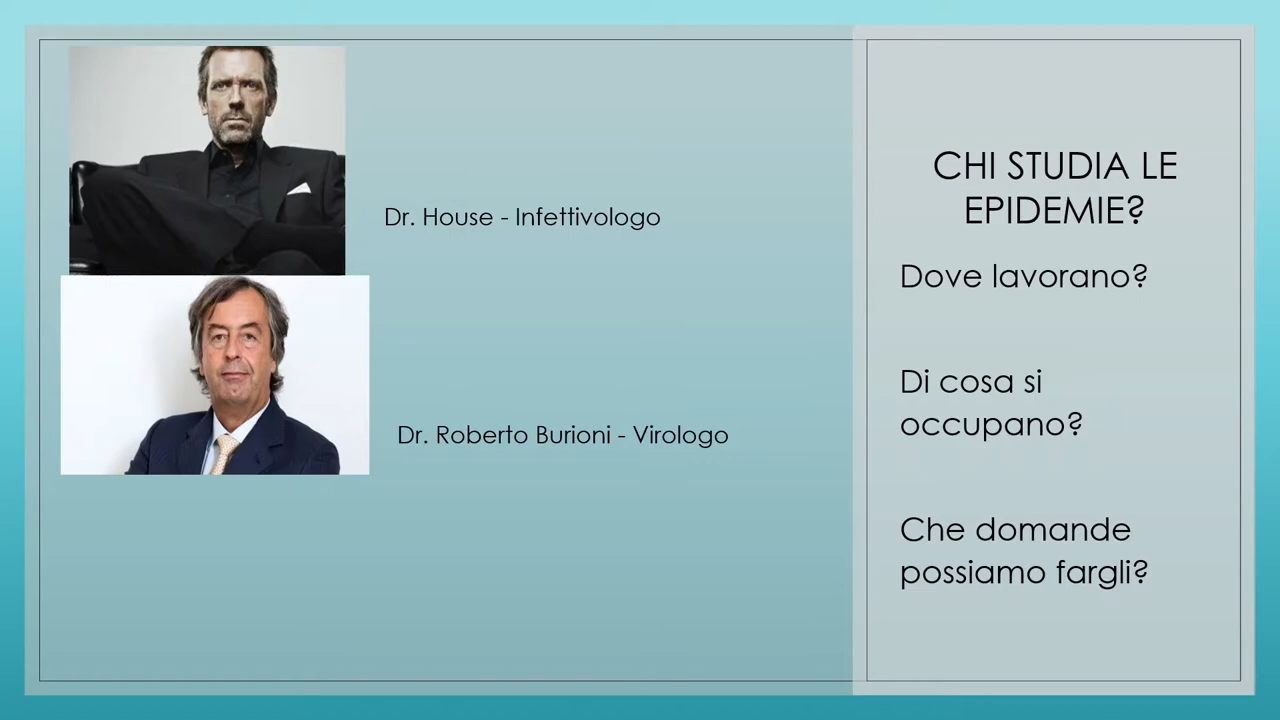 Dr. House - Infettivologo
Dr. Roberto Burioni - Virologo
CHI STUDIA LE
EPIDEMIE?
Dove lavorano?
Di cosa si
occupano?
Che domande
possiamo fargli?